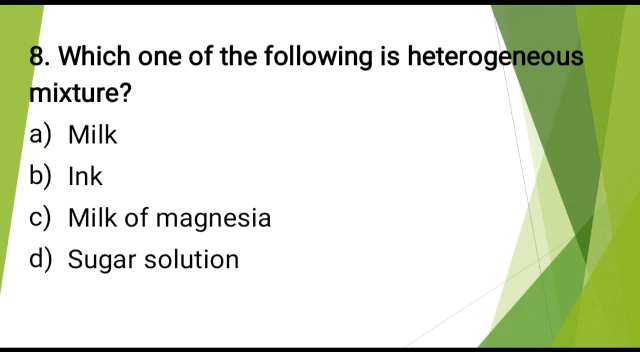 8. Which one of the following is heterogeneous
mixture?
a) Milk
b) Ink
c) Milk of magnesia
d) Sugar solution